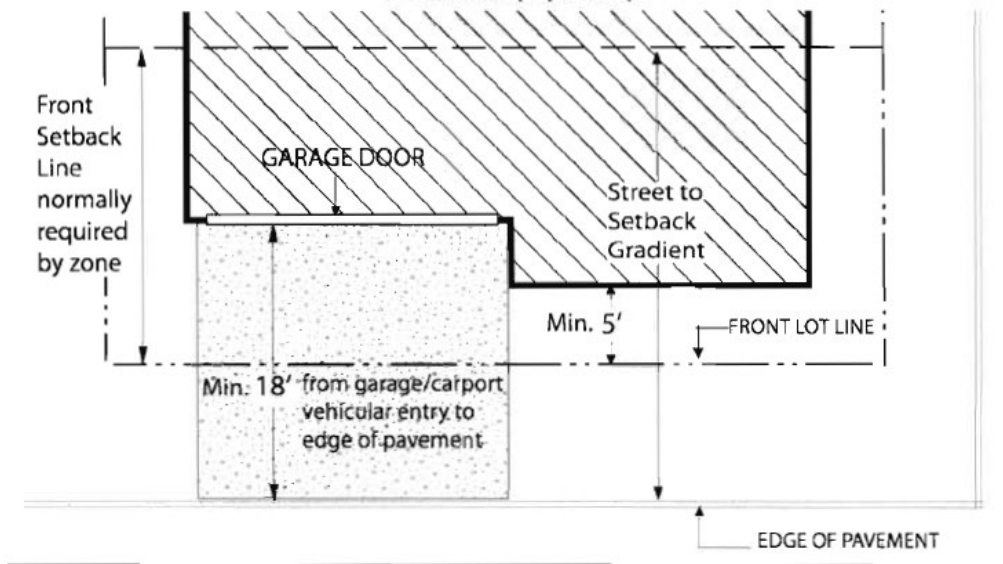 Front
Setback
Line
normally
required
by zone
GARAGE DOOR
Street to
Setback
Gradient
Min. 5′
FRONT LOT LINE
Min. 18′ from garage/carport
vehicular entry to
edge of pavement
EDGE OF PAVEMENT